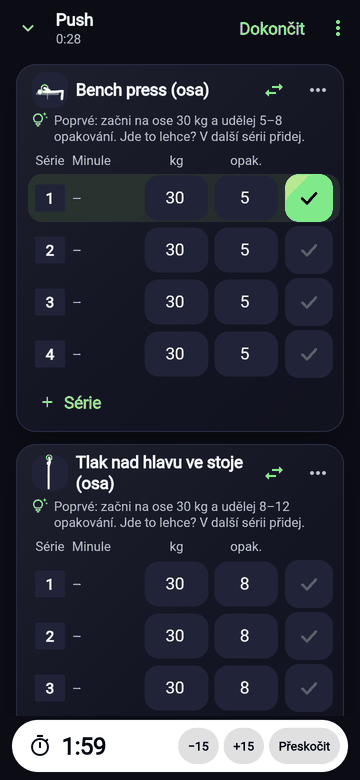 Push
0:28
Dokončit
Bench press (osa)
Poprvé: začni na ose 30 kg a udělej 5–8
opakování. Jde to lehce? V další sérii přidej.
Série Minule kg opak.
1 – 30 5
2 – 30 5
3 – 30 5
4 – 30 5
+ Série
Tlak nad hlavu ve stoje
(osa)
Poprvé: začni na ose 30 kg a udělej 8–12
opakování. Jde to lehce? V další sérii přidej.
Série Minule kg opak.
1 – 30 8
2 – 30 8
3 – 30 8
1:59 −15 +15 Přeskočit